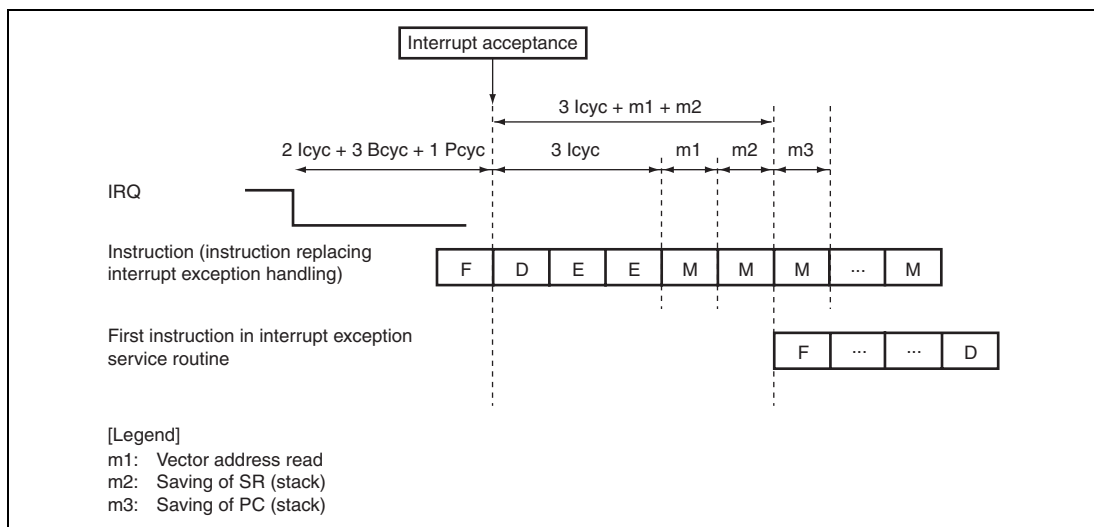 Interrupt acceptance
3 Icyc + m1 + m2
2 Icyc + 3 Bcyc + 1 Pcyc 3 Icyc m1 m2 m3
IRQ
Instruction (instruction replacing
interrupt exception handling)
F D E E M M M ... M
First instruction in interrupt exception
service routine
F ... ... D
[Legend]
m1: Vector address read
m2: Saving of SR (stack)
m3: Saving of PC (stack)